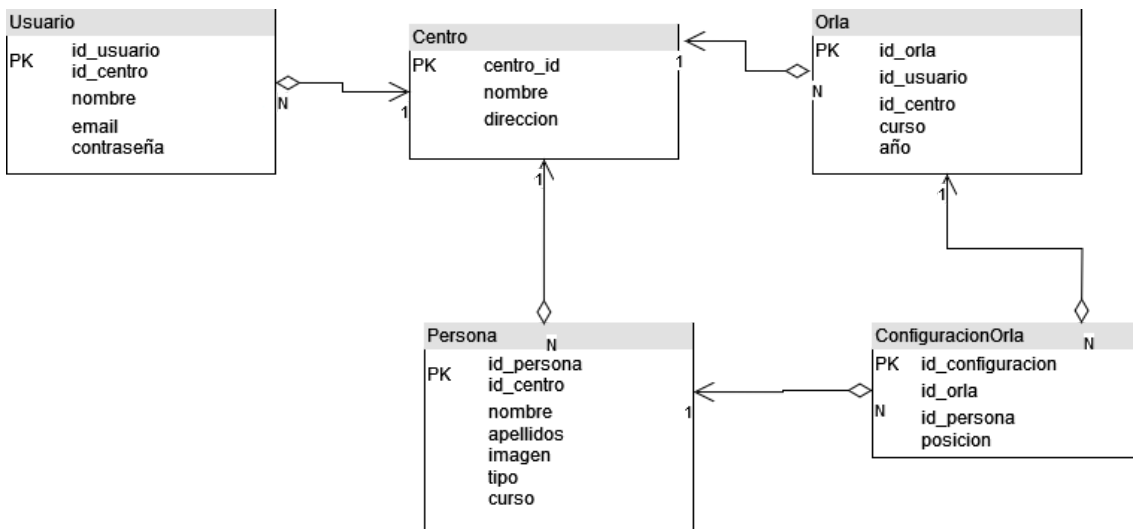 Usuario
PK
id_usuario
id_centro
nombre
email
contraseña
N
1
Centro
PK
centro_id
nombre
direccion
1
1
N
Orla
PK
id_orla
id_usuario
id_centro
curso
año
1
Persona
N
PK
id_persona
id_centro
nombre
apellidos
imagen
tipo
curso
1
N
ConfiguracionOrla
N
PK
id_configuracion
id_orla
id_persona
posicion